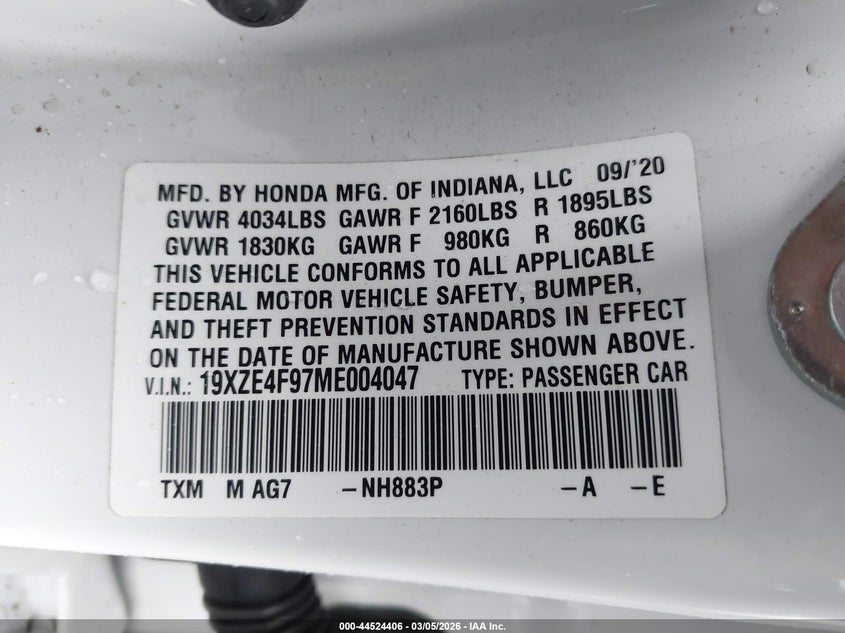 MFD. BY HONDA MFG. OF INDIANA, LLC 09/'20
GVWR 4034LBS GAWR F 2160LBS R 1895LBS
GVWR 1830KG GAWR F 980KG R 860KG
THIS VEHICLE CONFORMS TO ALL APPLICABLE
FEDERAL MOTOR VEHICLE SAFETY, BUMPER,
AND THEFT PREVENTION STANDARDS IN EFFECT
ON THE DATE OF MANUFACTURE SHOWN ABOVE.
V.I.N.: 19XZE4F97ME004047 TYPE: PASSENGER CAR
TXM M AG7 –NH883P –A –E
000-44524406 - 03/05/2026 - IAA Inc.